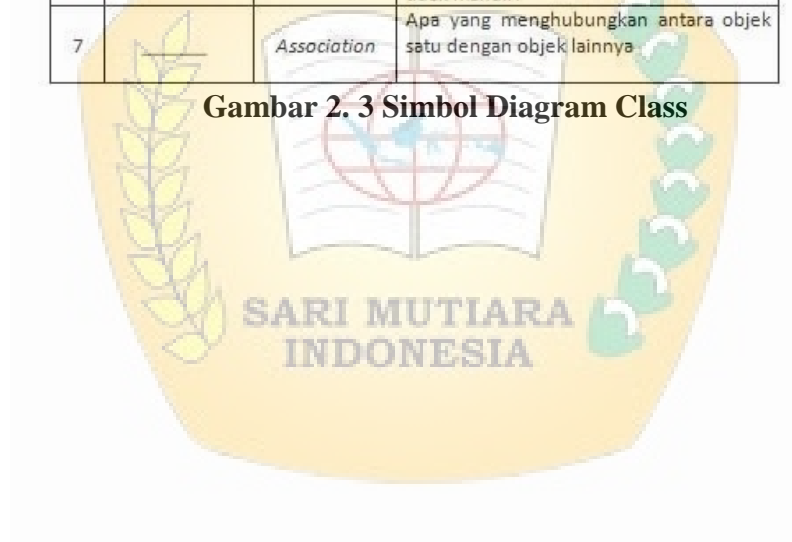 7 Association Apa yang menghubungkan antara objek
satu dengan objek lainnya
Gambar 2. 3 Simbol Diagram Class
SARI MUTIARA
INDONESIA